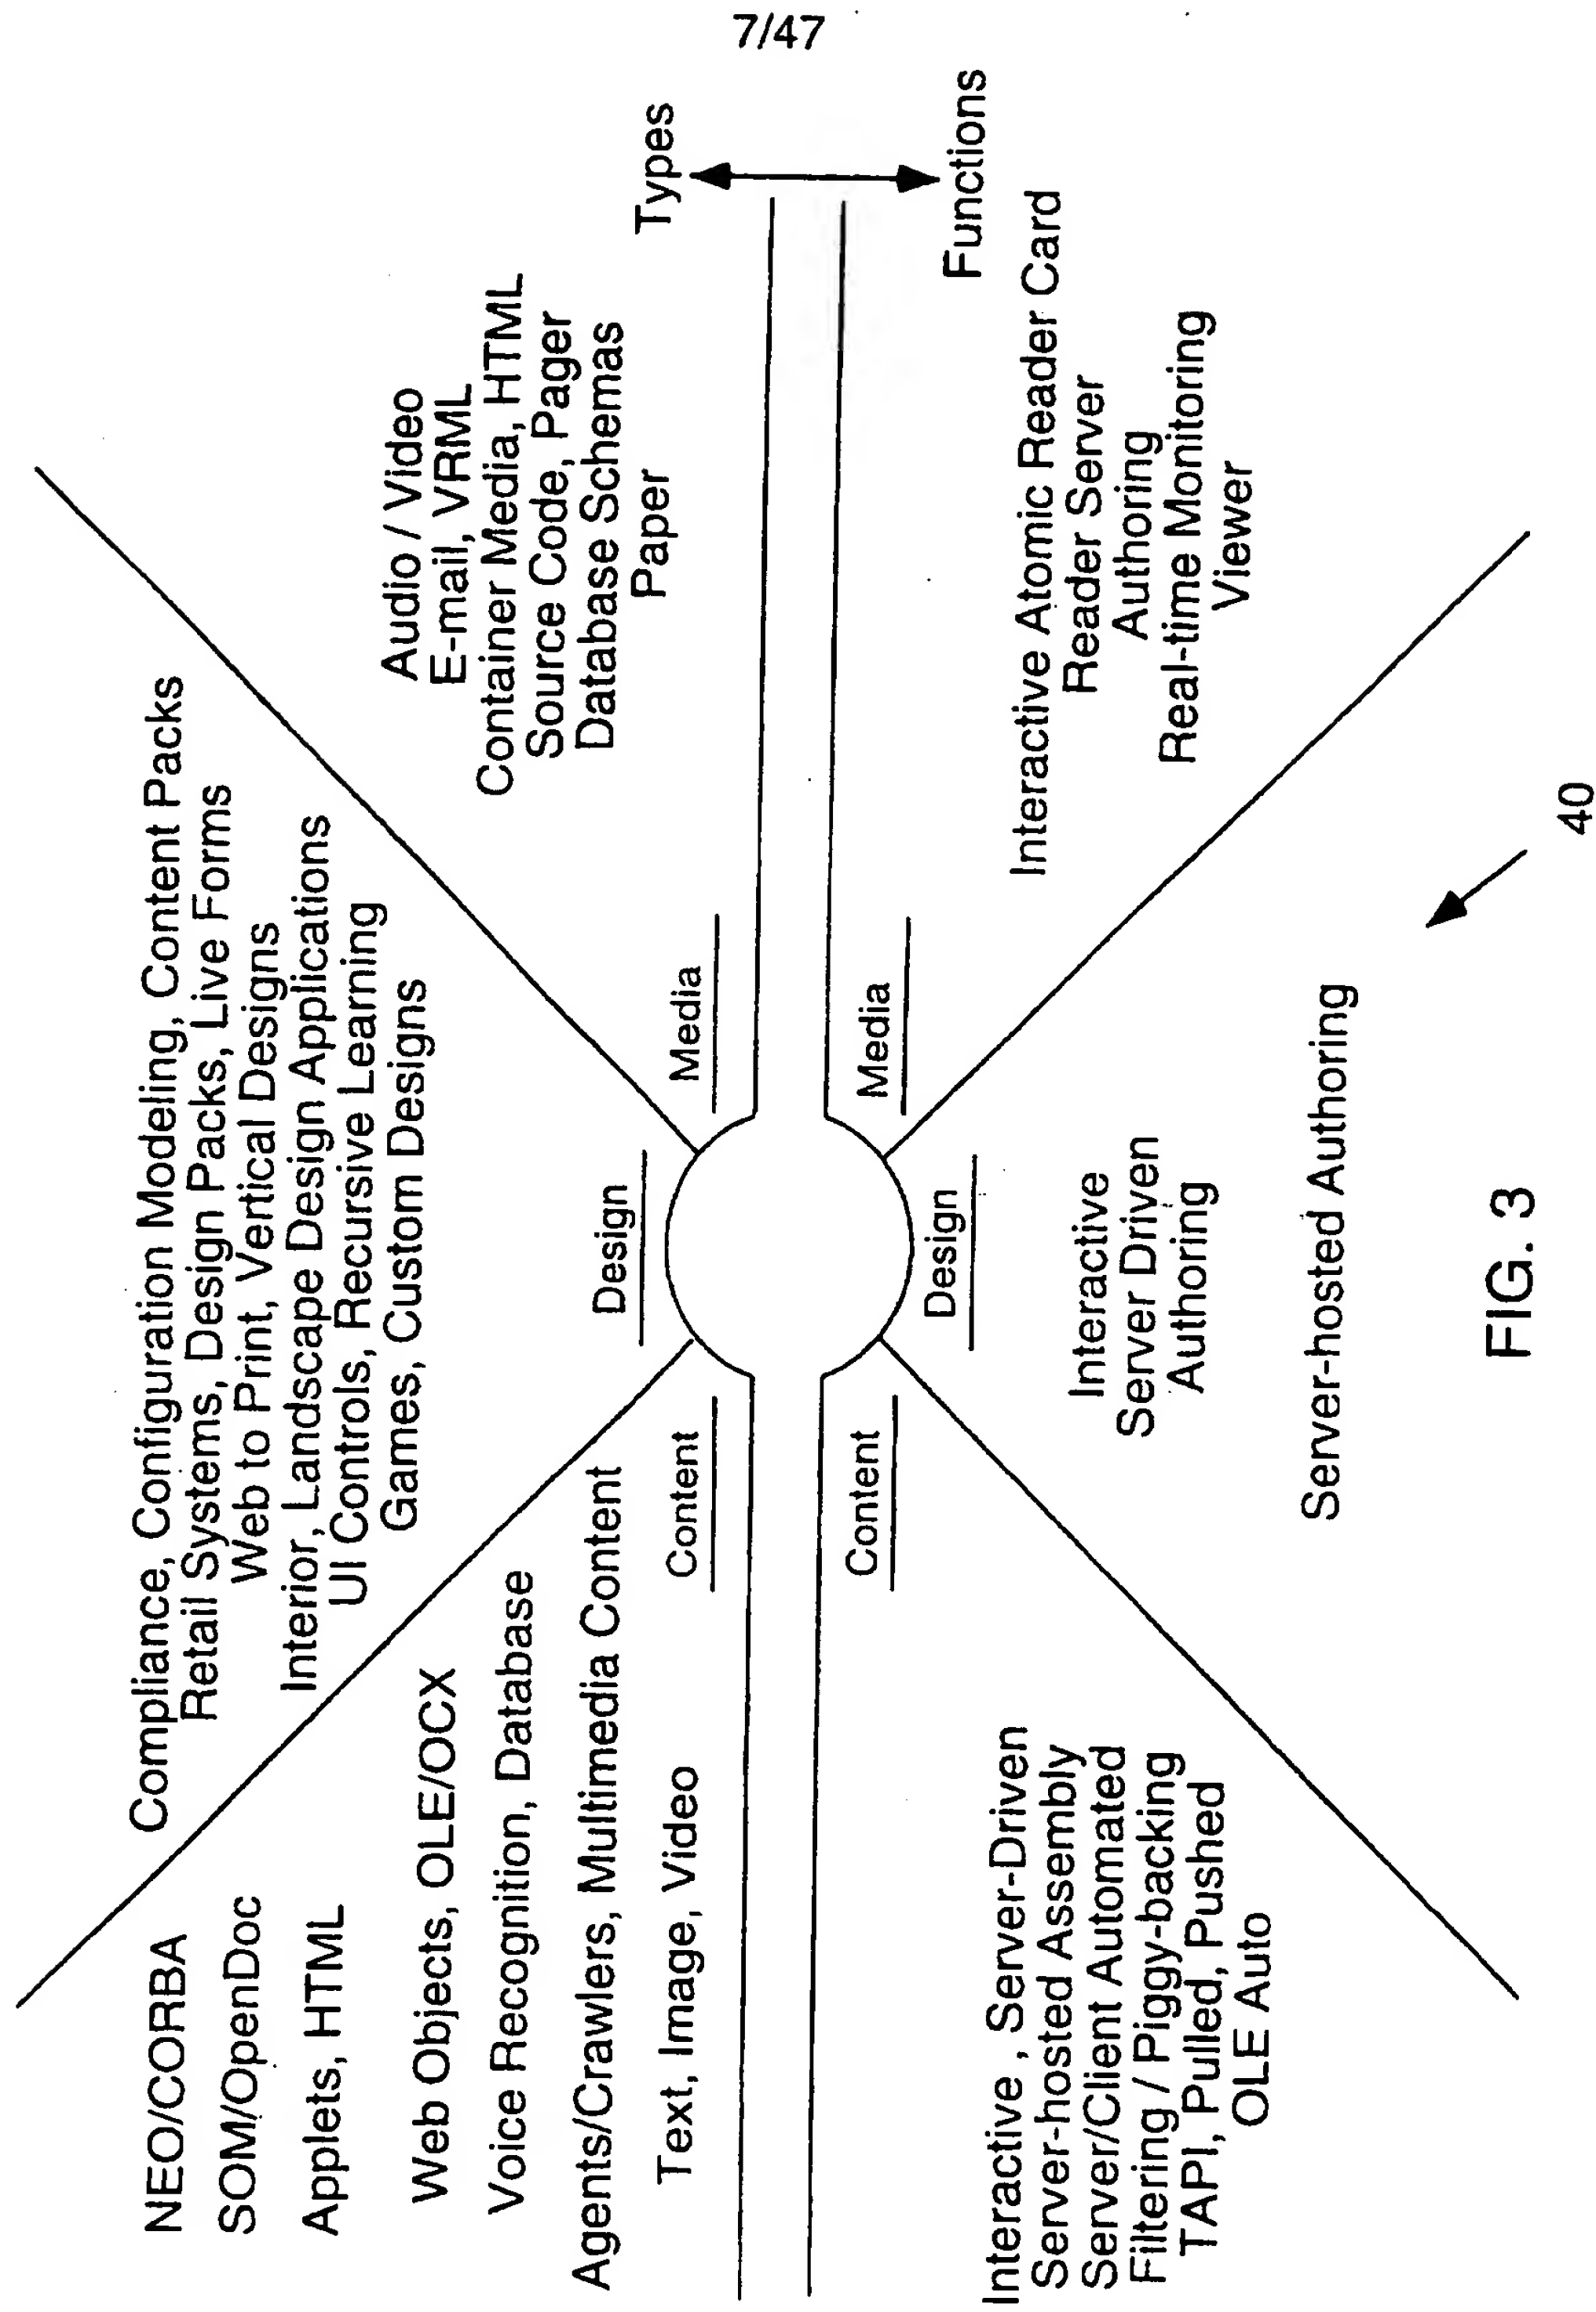 7/47
NEO/CORBA
SOM/OpenDoc
Applets, HTML
Web Objects, OLE/OCX
Voice Recognition, Database
Agents/Crawlers, Multimedia Content
Text, Image, Video
Content
Compliance, Configuration Modeling, Content Packs
Retail Systems, Design Packs, Live Forms
Web to Print, Vertical Designs
Interior, Landscape Design Applications
UI Controls, Recursive Learning
Games, Custom Designs
Design
Audio / Video
E-mail, VRML
Container Media, HTML
Source Code, Pager
Database Schemas
Paper
Media
Types
Functions
Content
Interactive , Server-Driven
Server-hosted Assembly
Server/Client Automated
Filtering / Piggy-backing
TAPI, Pulled, Pushed
OLE Auto
Design
Interactive
Server Driven
Authoring
Server-hosted Authoring
Media
Interactive Atomic Reader Card
Reader Server
Authoring
Real-time Monitoring
Viewer
40
FIG. 3